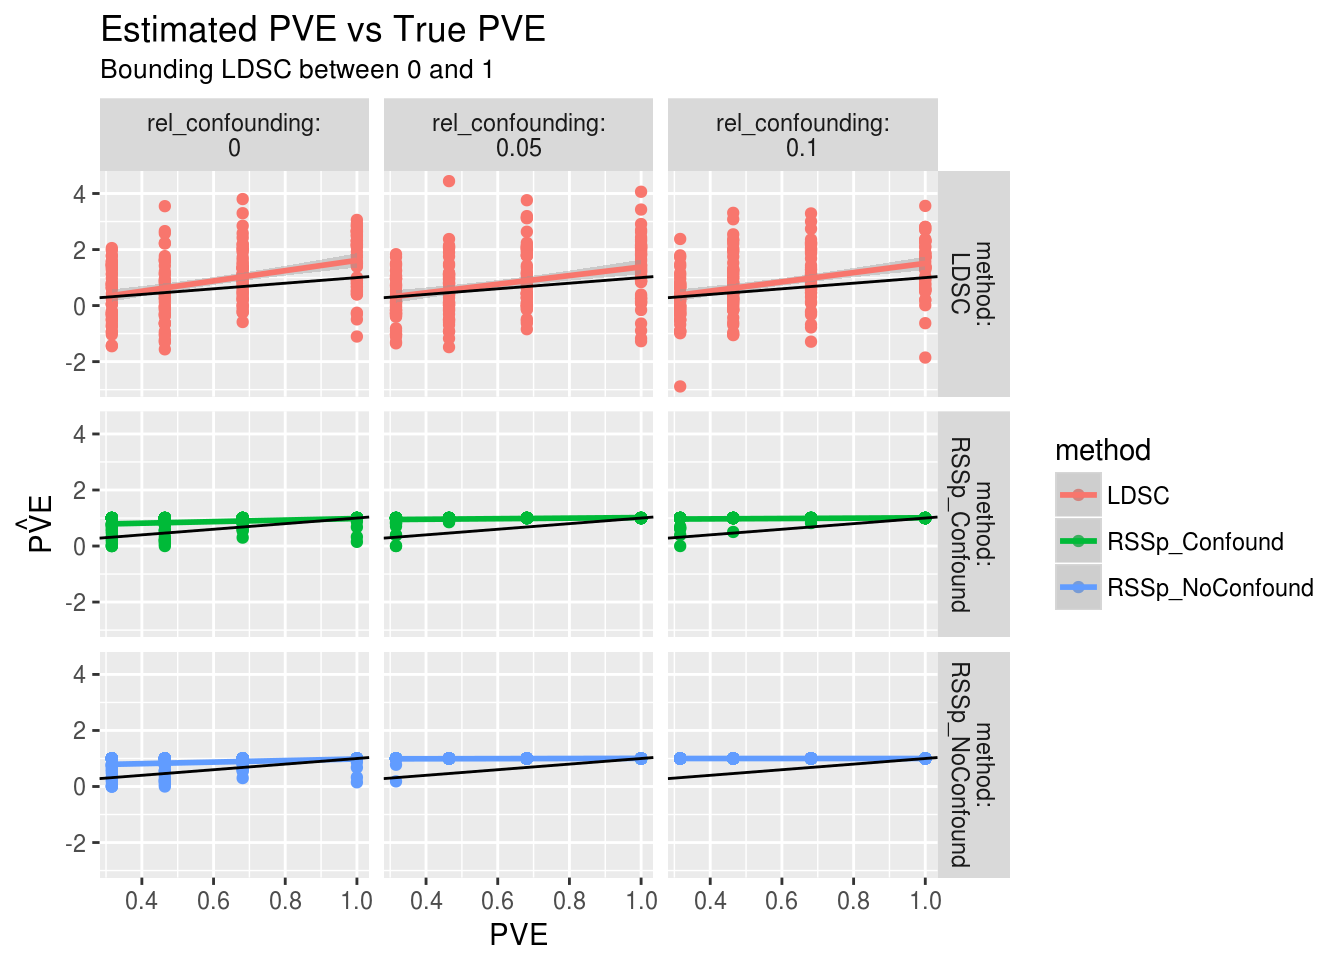 Estimated PVE vs True PVE
Bounding LDSC between 0 and 1
rel_confounding:
0
rel_confounding:
0.05
rel_confounding:
0.1
4
2
0
-2
method:
LDSC
4
2
0
-2
method:
RSSp_Confound
4
2
0
-2
method:
RSSp_NoConfound
PV̂E
0.4 0.6 0.8 1.0
0.4 0.6 0.8 1.0
0.4 0.6 0.8 1.0
PVE
method
LDSC
RSSp_Confound
RSSp_NoConfound